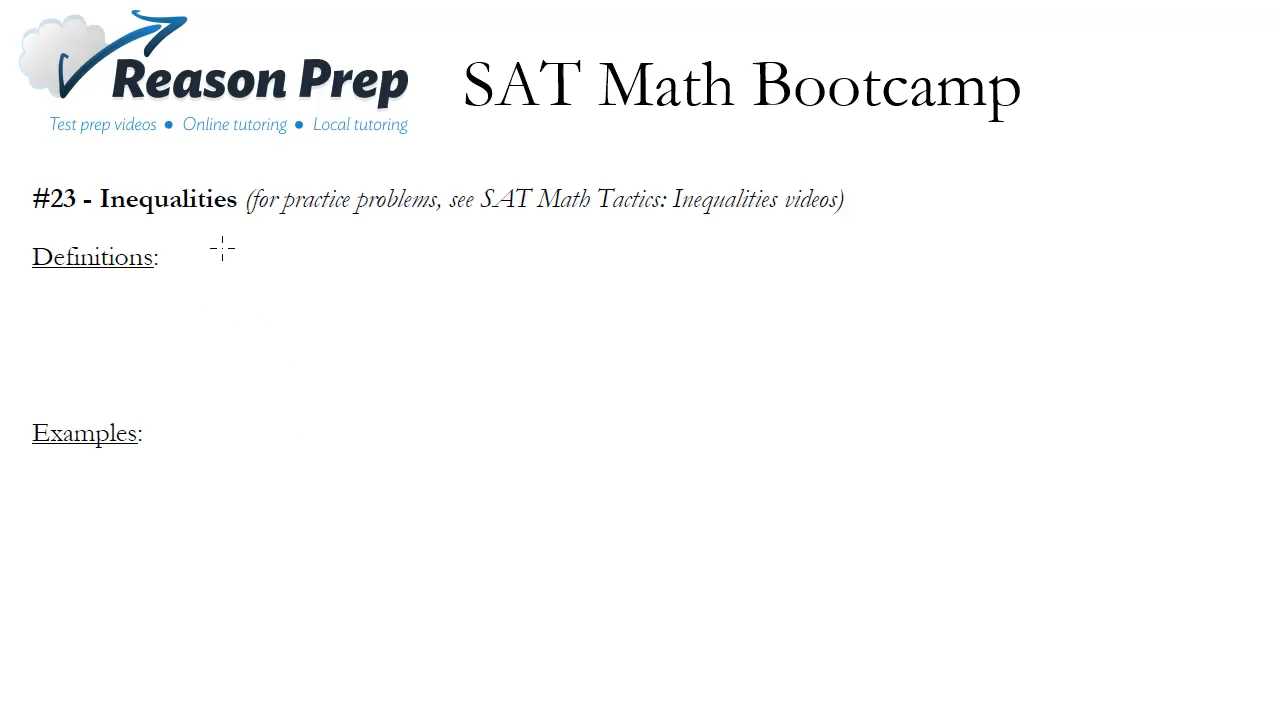 Reason Prep
Test prep videos ● Online tutoring ● Local tutoring
SAT Math Bootcamp
#23 - Inequalities (for practice problems, see SAT Math Tactics: Inequalities videos)
Definitions:
Examples: